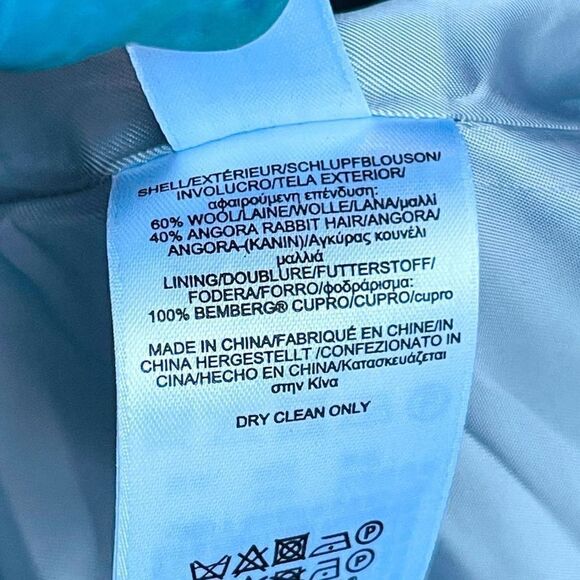 SHELL/EXTÉRIEUR/SCHLUPFBLOUSON/
INVOLUCRO/TELA EXTERIOR/
αφαιρούμενη επένδυση:
60% WOOL/LAINE/WOLLE/LANA/μαλλί
40% ANGORA RABBIT HAIR/ANGORA/
ANGORA-(KANIN)/Αγκύρας κουνέλι
μαλλιά
LINING/DOUBLURE/FUTTERSTOFF/
FODERA/FORRO/φοδράρισμα:
100% BEMBERG® CUPRO/CUPRO/cupro
MADE IN CHINA/FABRIQUÉ EN CHINE/IN
CHINA HERGESTELLT /CONFEZIONATO IN
CINA/HECHO EN CHINA/Κατασκευάζεται
στην Κίνα
DRY CLEAN ONLY
P